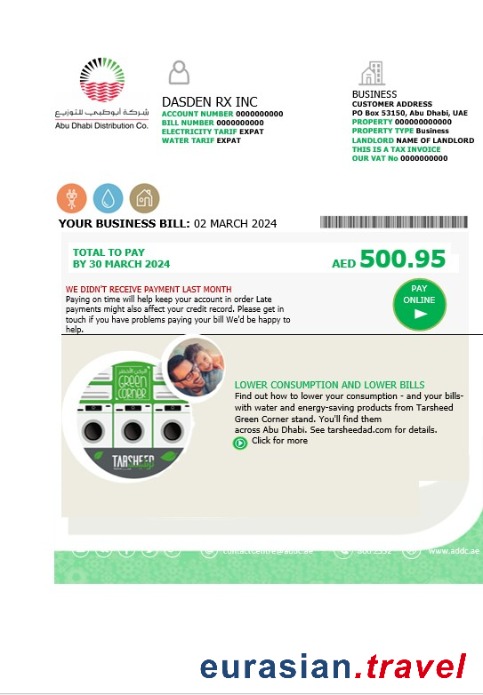 شركة أبوظبي للتوزيع
Abu Dhabi Distribution Co.
DASDEN RX INC
ACCOUNT NUMBER 0000000000
BILL NUMBER 0000000000
ELECTRICITY TARIF EXPAT
WATER TARIF EXPAT
BUSINESS
CUSTOMER ADDRESS
PO Box 53150, Abu Dhabi, UAE
PROPERTY 000000000000
PROPERTY TYPE Business
LANDLORD NAME OF LANDLORD
THIS IS A TAX INVOICE
OUR VAT No 0000000000
YOUR BUSINESS BILL: 02 MARCH 2024
TOTAL TO PAY
BY 30 MARCH 2024
AED 500.95
WE DIDN'T RECEIVE PAYMENT LAST MONTH
Paying on time will help keep your account in order Late
payments might also affect your credit record. Please get in
touch if you have problems paying your bill We'd be happy to
help.
PAY
ONLINE
GREEN
CORNER
TARSHEED
LOWER CONSUMPTION AND LOWER BILLS
Find out how to lower your consumption - and your bills-
with water and energy-saving products from Tarsheed
Green Corner stand. You'll find them
across Abu Dhabi. See tarsheedad.com for details.
Click for more
www.addc.ae
eurasian.travel